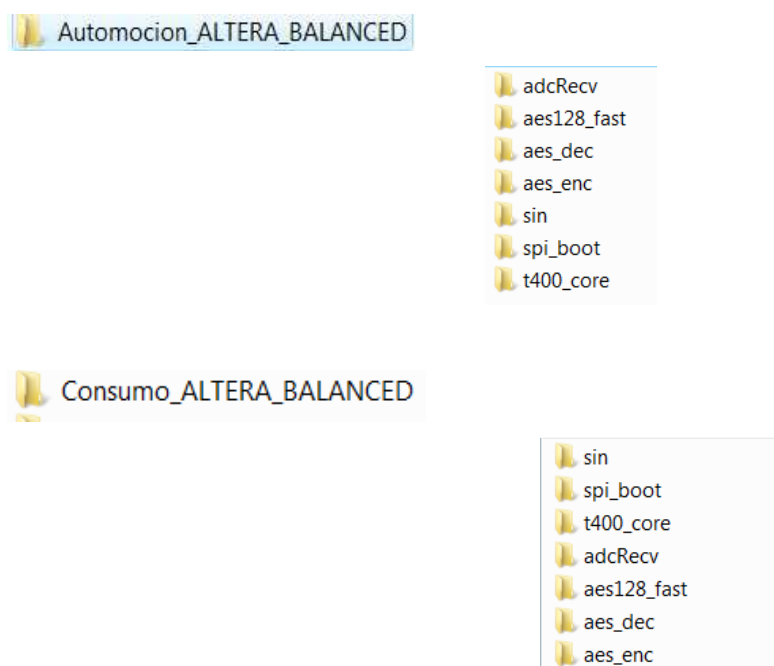 Automocion_ALTERA_BALANCED
adcRecv
aes128_fast
aes_dec
aes_enc
sin
spi_boot
t400_core
Consumo_ALTERA_BALANCED
sin
spi_boot
t400_core
adcRecv
aes128_fast
aes_dec
aes_enc